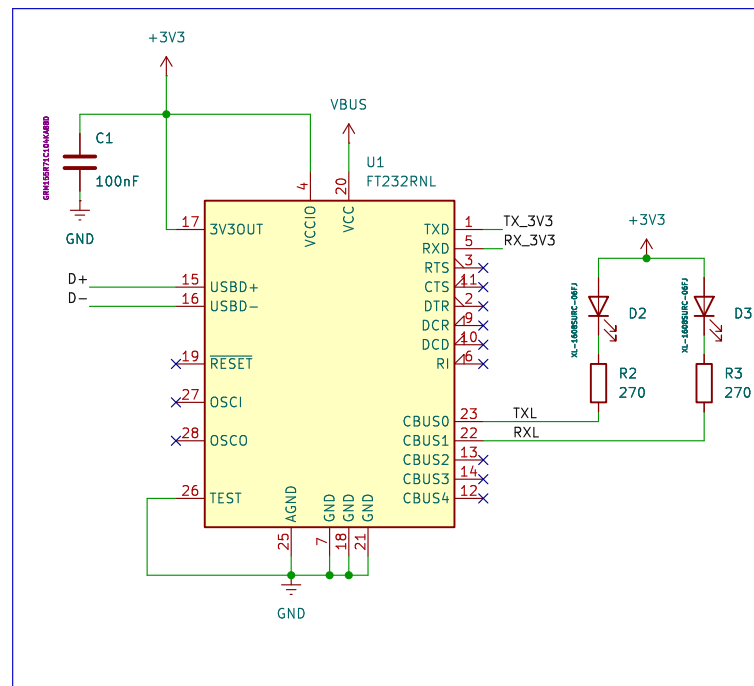 +3V3
VBUS
C1
100nF
GRM155R71C104KA88D
GND
U1
FT232RNL
4
20
VCCIO
VCC
17
3V3OUT
D+
15
USBD+
D-
16
USBD-
19
RESET
27
OSCI
28
OSCO
26
TEST
AGND
GND
GND
GND
25
7
18
21
GND
TXD
1
TX_3V3
RXD
5
RX_3V3
RTS
3
CTS
11
DTR
2
DCR
9
DCD
10
RI
6
CBUS0
23
TXL
CBUS1
22
RXL
CBUS2
13
CBUS3
14
CBUS4
12
+3V3
XL-1608SURC-06FJ
D2
XL-1608SURC-06FJ
D3
R2
270
R3
270